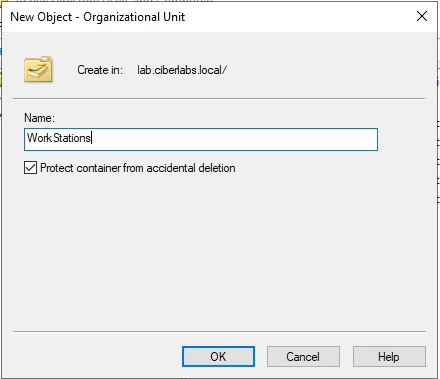 New Object - Organizational Unit
Create in: lab.ciberlabs.local/
Name:
WorkStations
Protect container from accidental deletion
OK Cancel Help